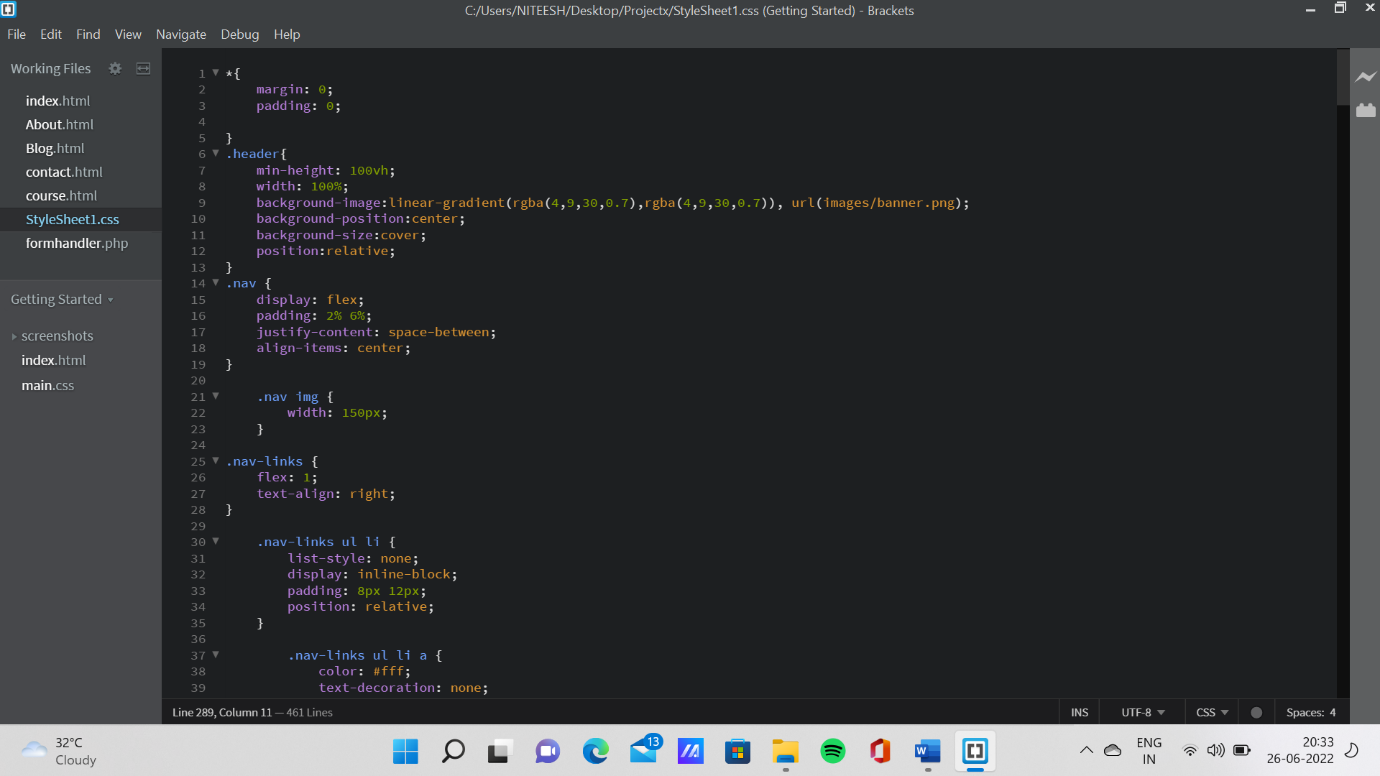 C:/Users/NITEESH/Desktop/Projectx/StyleSheet1.css (Getting Started) - Brackets
File Edit Find View Navigate Debug Help
Working Files
index.html
About.html
Blog.html
contact.html
course.html
StyleSheet1.css
formhandler.php
Getting Started
screenshots
index.html
main.css
1 *{
2 margin: 0;
3 padding: 0;
4
5 }
6 .header{
7 min-height: 100vh;
8 width: 100%;
9 background-image:linear-gradient(rgba(4,9,30,0.7),rgba(4,9,30,0.7)), url(images/banner.png);
10 background-position:center;
11 background-size:cover;
12 position:relative;
13 }
14 .nav {
15 display: flex;
16 padding: 2% 6%;
17 justify-content: space-between;
18 align-items: center;
19 }
20
21 .nav img {
22 width: 150px;
23 }
24
25 .nav-links {
26 flex: 1;
27 text-align: right;
28 }
29
30 .nav-links ul li {
31 list-style: none;
32 display: inline-block;
33 padding: 8px 12px;
34 position: relative;
35 }
36
37 .nav-links ul li a {
38 color: #fff;
39 text-decoration: none;
Line 289, Column 11 — 461 Lines
INS UTF-8 CSS Spaces: 4
32°C
Cloudy
13
ENG
IN
20:33
26-06-2022